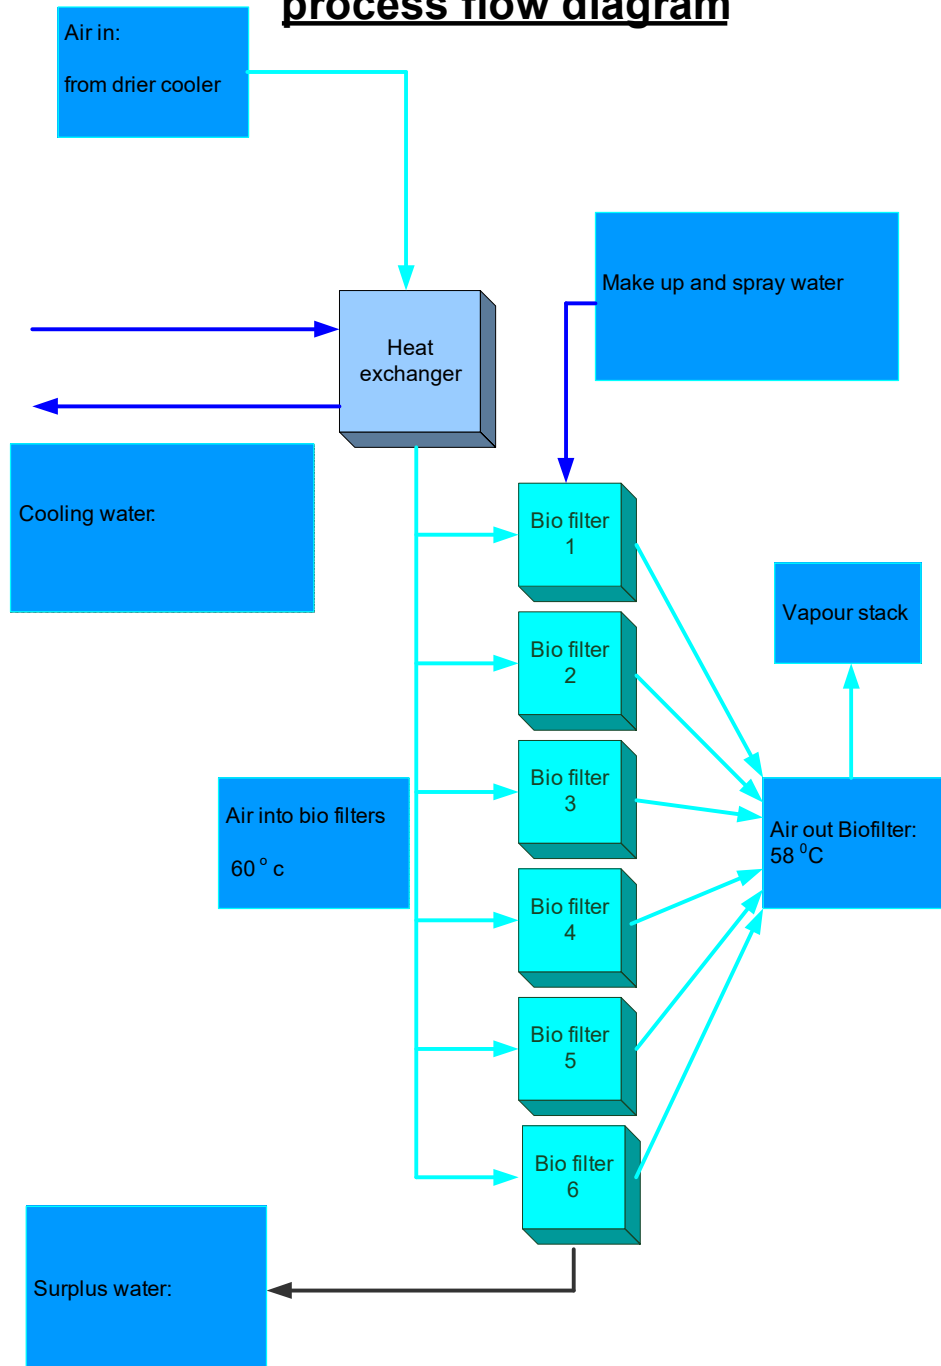 process flow diagram
Air in:
from drier cooler
Make up and spray water
Heat
exchanger
Cooling water:
Bio filter
1
Bio filter
2
Vapour stack
Bio filter
3
Air into bio filters
60 o c
Air out Biofilter:
58 0C
Bio filter
4
Bio filter
5
Bio filter
6
Surplus water: